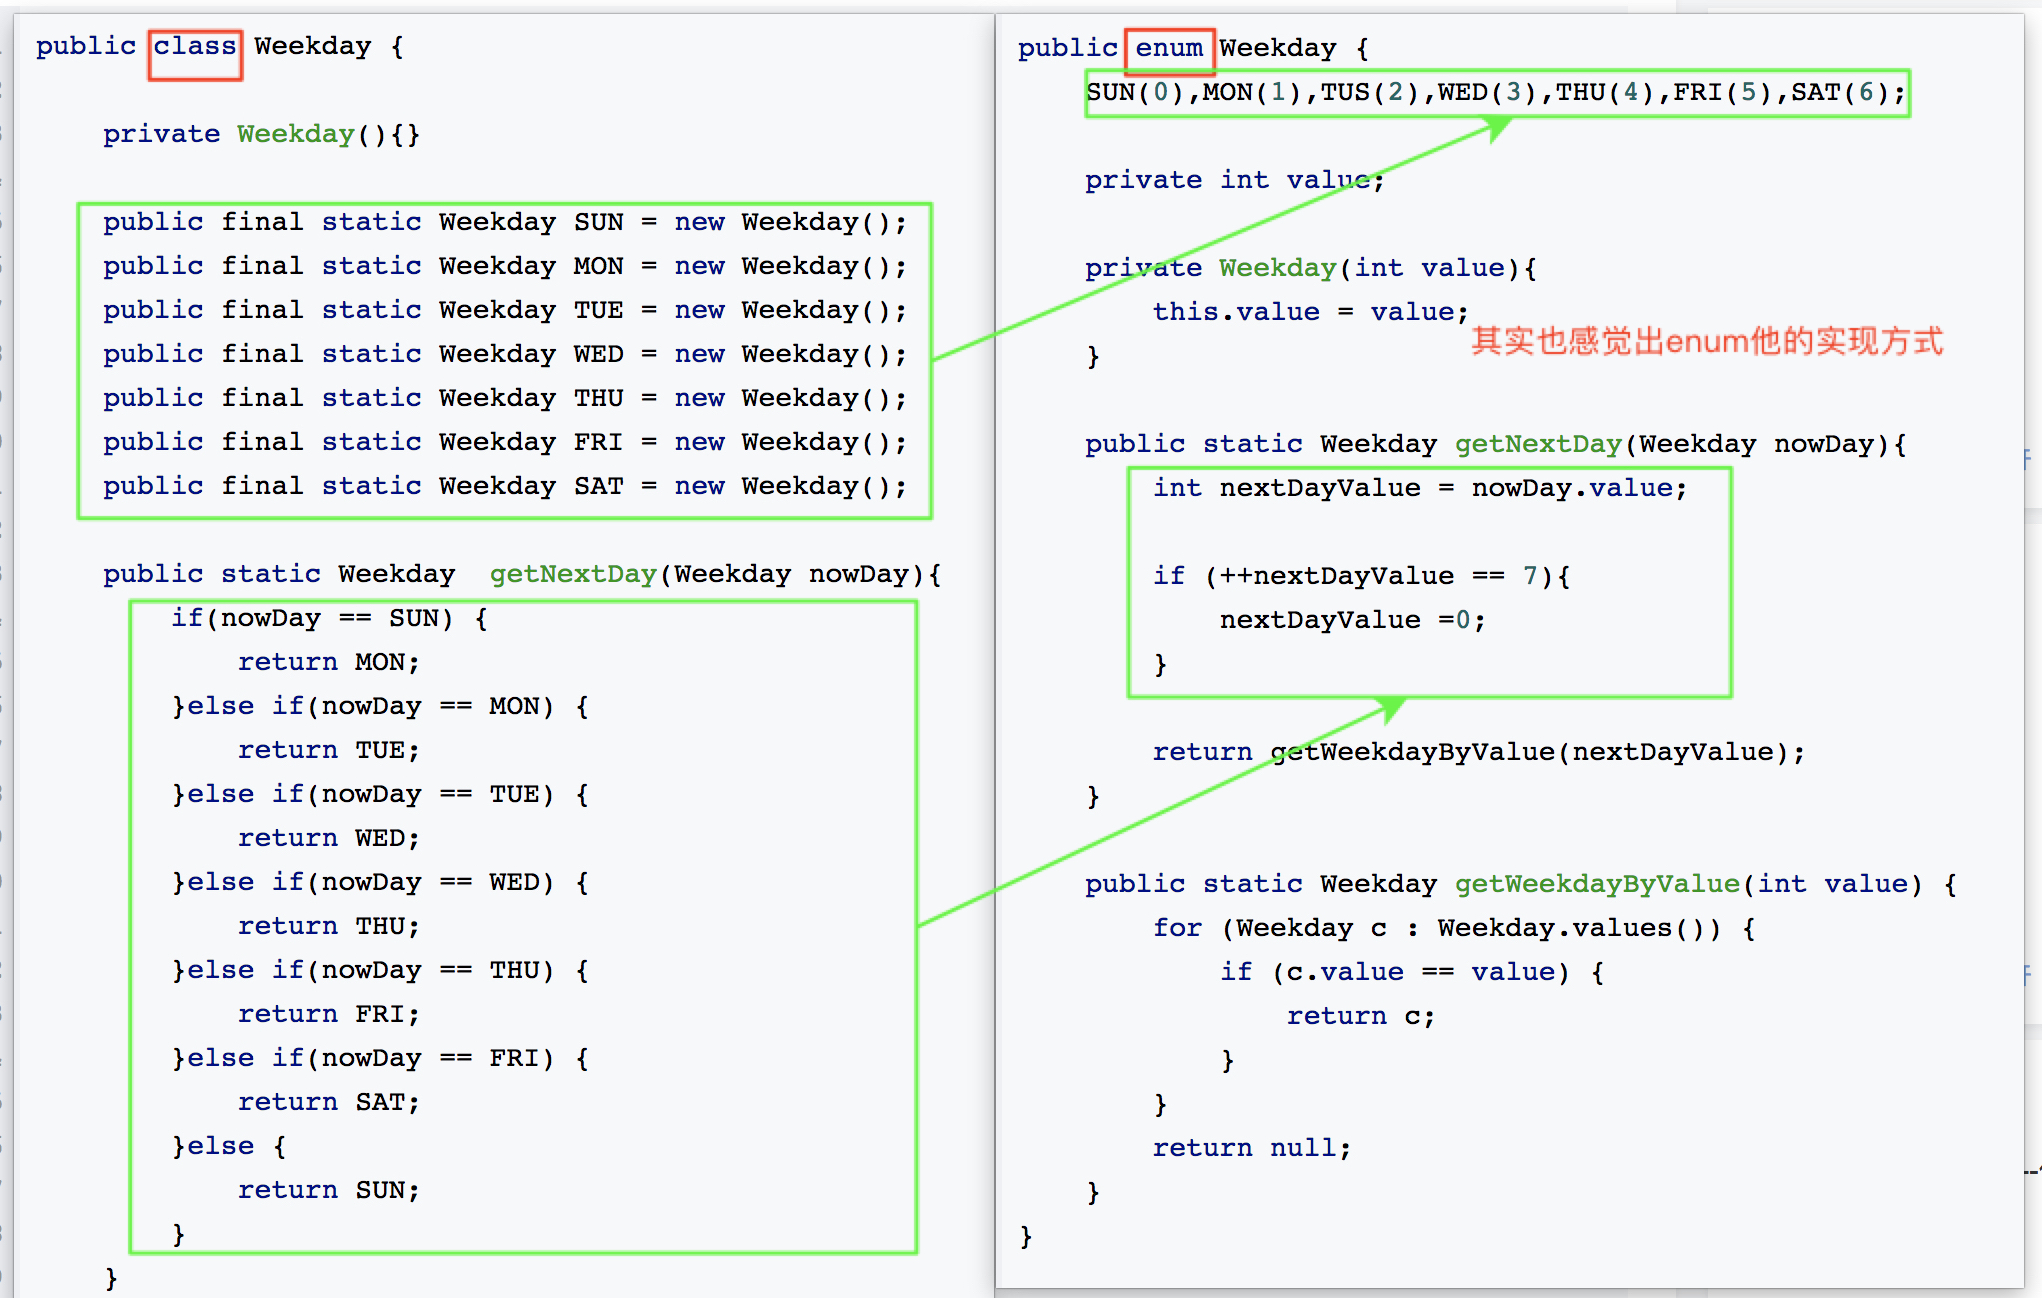 public class Weekday {
private Weekday(){}
public final static Weekday SUN = new Weekday();
public final static Weekday MON = new Weekday();
public final static Weekday TUE = new Weekday();
public final static Weekday WED = new Weekday();
public final static Weekday THU = new Weekday();
public final static Weekday FRI = new Weekday();
public final static Weekday SAT = new Weekday();
public static Weekday  getNextDay(Weekday nowDay){
if(nowDay == SUN) {
return MON;
}else if(nowDay == MON) {
return TUE;
}else if(nowDay == TUE) {
return WED;
}else if(nowDay == WED) {
return THU;
}else if(nowDay == THU) {
return FRI;
}else if(nowDay == FRI) {
return SAT;
}else {
return SUN;
}
}
public enum Weekday {
SUN(0),MON(1),TUS(2),WED(3),THU(4),FRI(5),SAT(6);
private int value;
private Weekday(int value){
this.value = value;
其实也感觉出enum他的实现方式
}
public static Weekday getNextDay(Weekday nowDay){
int nextDayValue = nowDay.value;
if (++nextDayValue == 7){
nextDayValue =0;
}
return getWeekdayByValue(nextDayValue);
}
public static Weekday getWeekdayByValue(int value) {
for (Weekday c : Weekday.values()) {
if (c.value == value) {
return c;
}
}
return null;
}
}